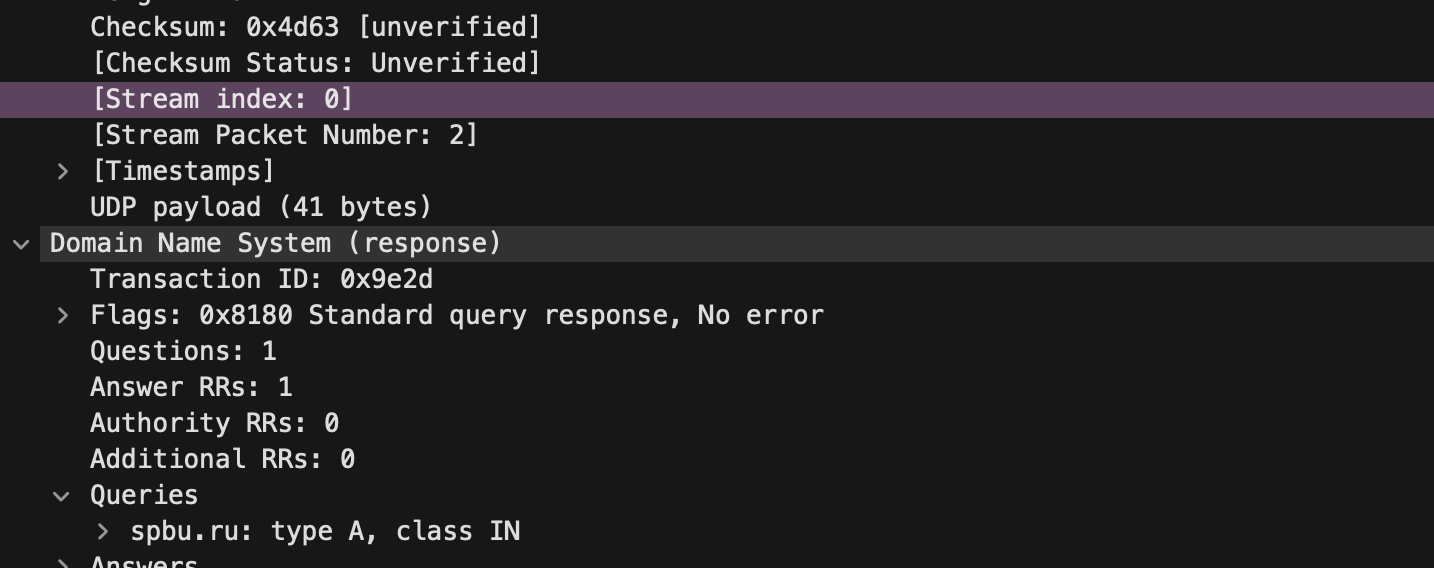 Checksum: 0x4d63 [unverified]
[Checksum Status: Unverified]
[Stream index: 0]
[Stream Packet Number: 2]
[Timestamps]
UDP payload (41 bytes)
Domain Name System (response)
Transaction ID: 0x9e2d
Flags: 0x8180 Standard query response, No error
Questions: 1
Answer RRs: 1
Authority RRs: 0
Additional RRs: 0
Queries
spbu.ru: type A, class IN
Answers